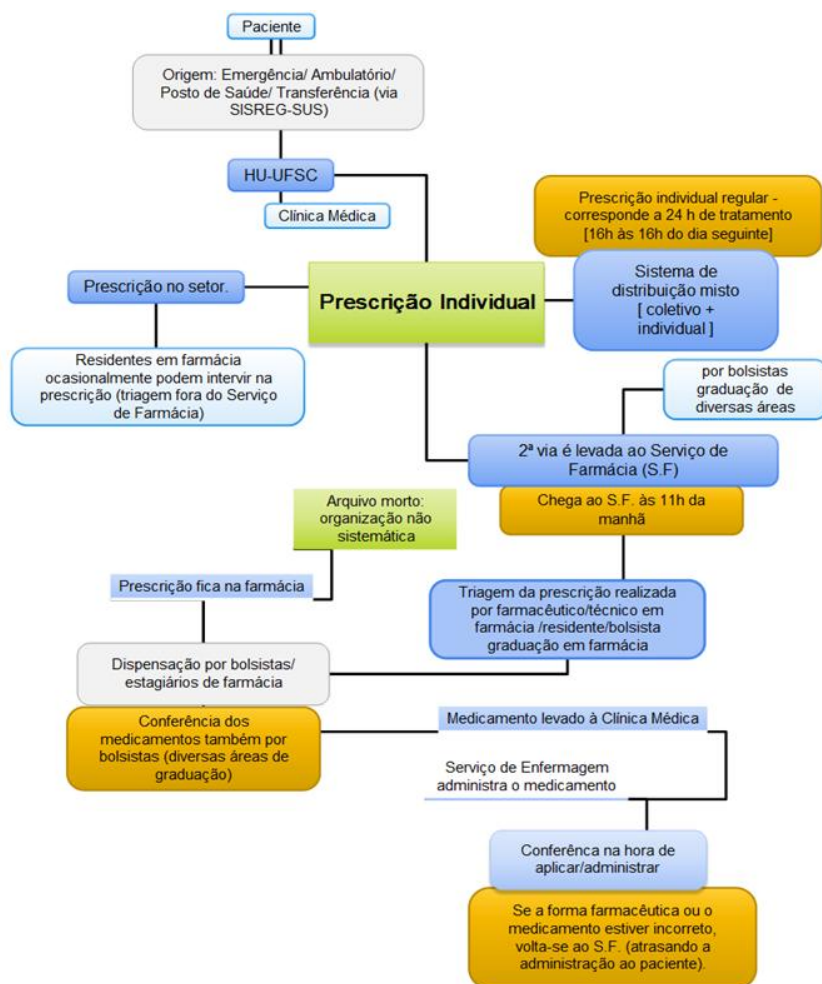 Paciente
Origem: Emergência/ Ambulatório/
Posto de Saúde/ Transferência (via
SISREG-SUS)
HU-UFSC
Clínica Médica
Prescrição individual regular -
corresponde a 24 h de tratamento
[16h às 16h do dia seguinte]
Sistema de
distribuição misto
[ coletivo +
individual ]
Prescrição no setor.
Prescrição Individual
Residentes em farmácia
ocasionalmente podem intervir na
prescrição (triagem fora do Serviço
de Farmácia)
por bolsistas
graduação de
diversas áreas
2ª via é levada ao Serviço de
Farmácia (S.F)
Chega ao S.F. às 11h da
manhã
Arquivo morto:
organização não
sistemática
Prescrição fica na farmácia
Triagem da prescrição realizada
por farmacêutico/técnico em
farmácia /residente/bolsista
graduação em farmácia
Dispensação por bolsistas/
estagiários de farmácia
Conferência dos
medicamentos também por
bolsistas (diversas áreas de
graduação)
Medicamento levado à Clínica Médica
Serviço de Enfermagem
administra o medicamento
Conferênca na hora de
aplicar/administrar
Se a forma farmacêutica ou o
medicamento estiver incorreto,
volta-se ao S.F. (atrasando a
administração ao paciente).